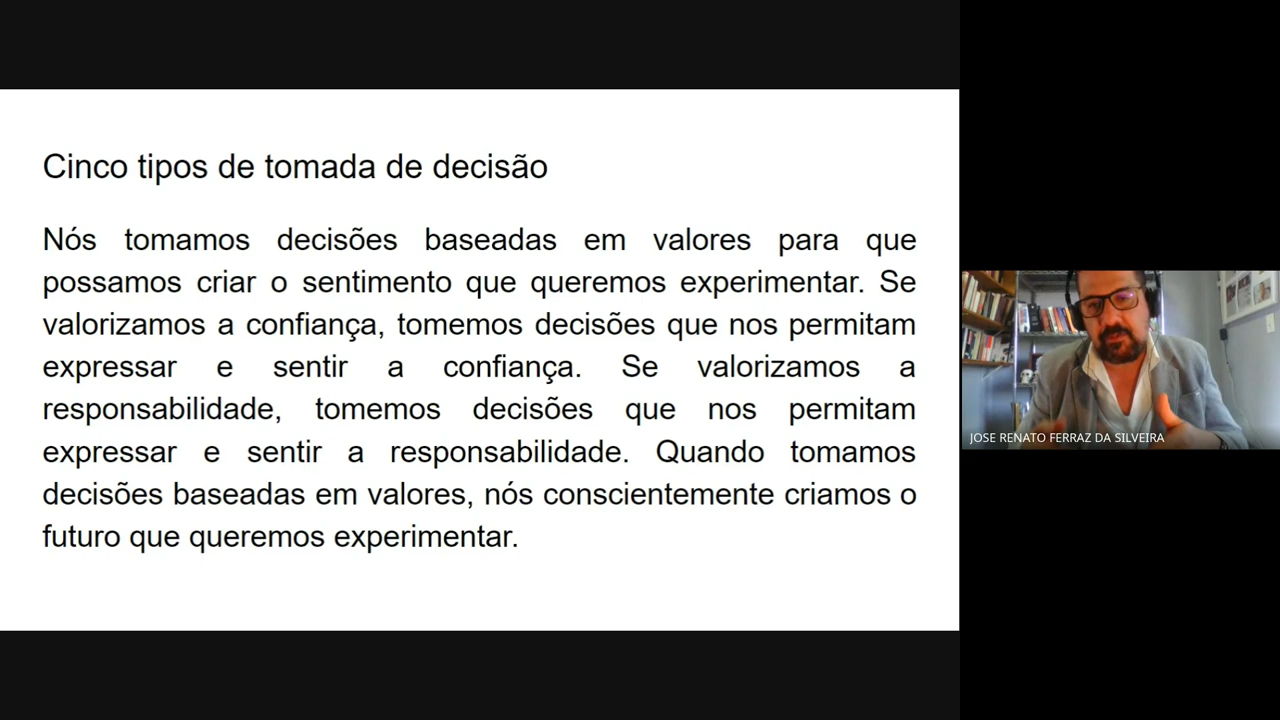 Cinco tipos de tomada de decisão
Nós tomamos decisões baseadas em valores para que
possamos criar o sentimento que queremos experimentar. Se
valorizamos a confiança, tomemos decisões que nos permitam
expressar e sentir a confiança. Se valorizamos a
responsabilidade, tomemos decisões que nos permitam
expressar e sentir a responsabilidade. Quando tomamos
decisões baseadas em valores, nós conscientemente criamos o
futuro que queremos experimentar.
JOSE RENATO FERRAZ DA SILVEIRA